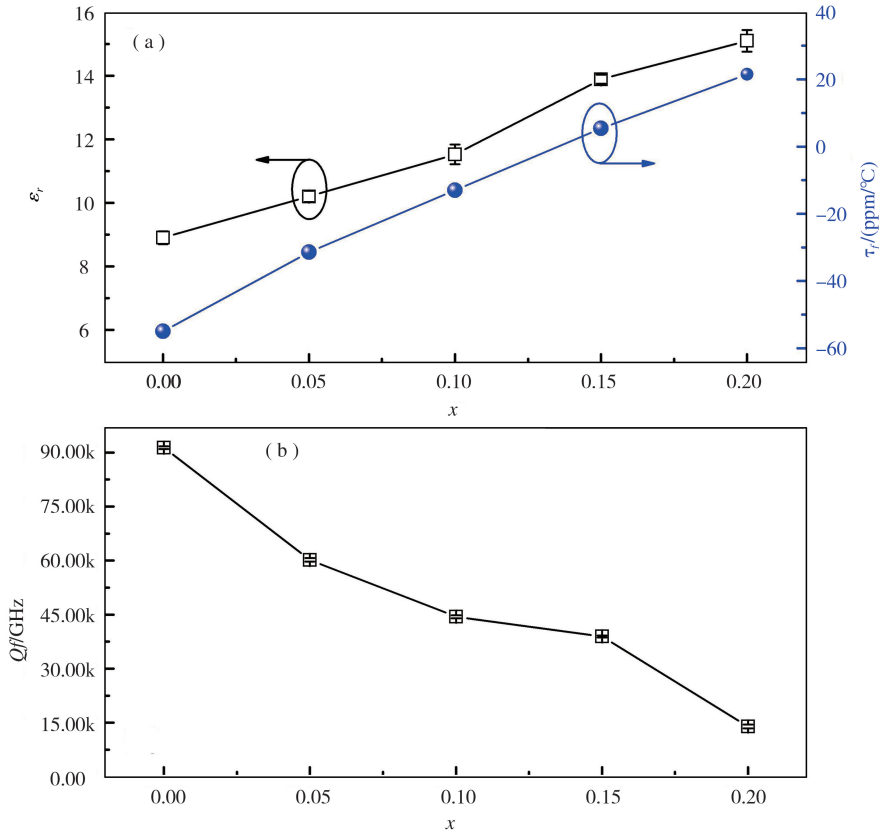 ( a )
16
14
12
10
8
6
εr
40
20
0
−20
−40
−60
τf/(ppm/℃)
0.00
0.05
0.10
0.15
0.20
x
( b )
90.00k
75.00k
60.00k
45.00k
30.00k
15.00k
0.00
Qf/GHz
0.00
0.05
0.10
0.15
0.20
x